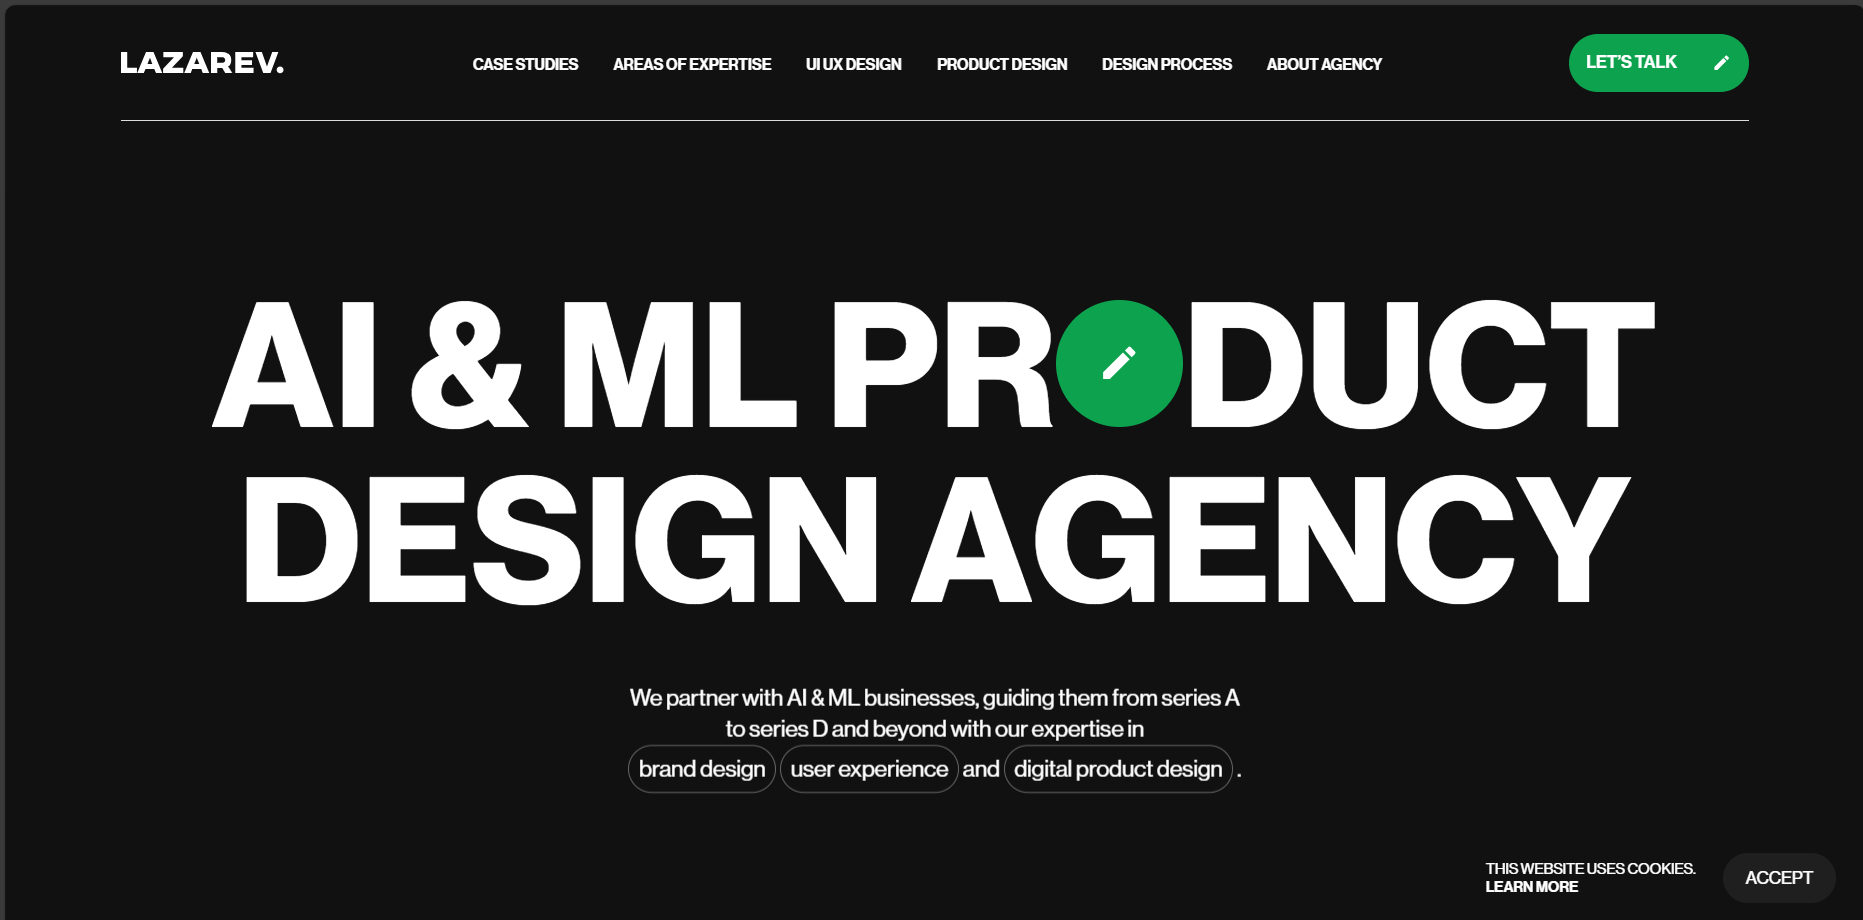 LAZAREV.
CASE STUDIES
AREAS OF EXPERTISE
UI UX DESIGN
PRODUCT DESIGN
DESIGN PROCESS
ABOUT AGENCY
LET'S TALK
AI & ML PRODUCT
DESIGN AGENCY
We partner with AI & ML businesses, guiding them from series A
to series D and beyond with our expertise in
brand design user experience and digital product design .
THIS WEBSITE USES COOKIES.
LEARN MORE
ACCEPT